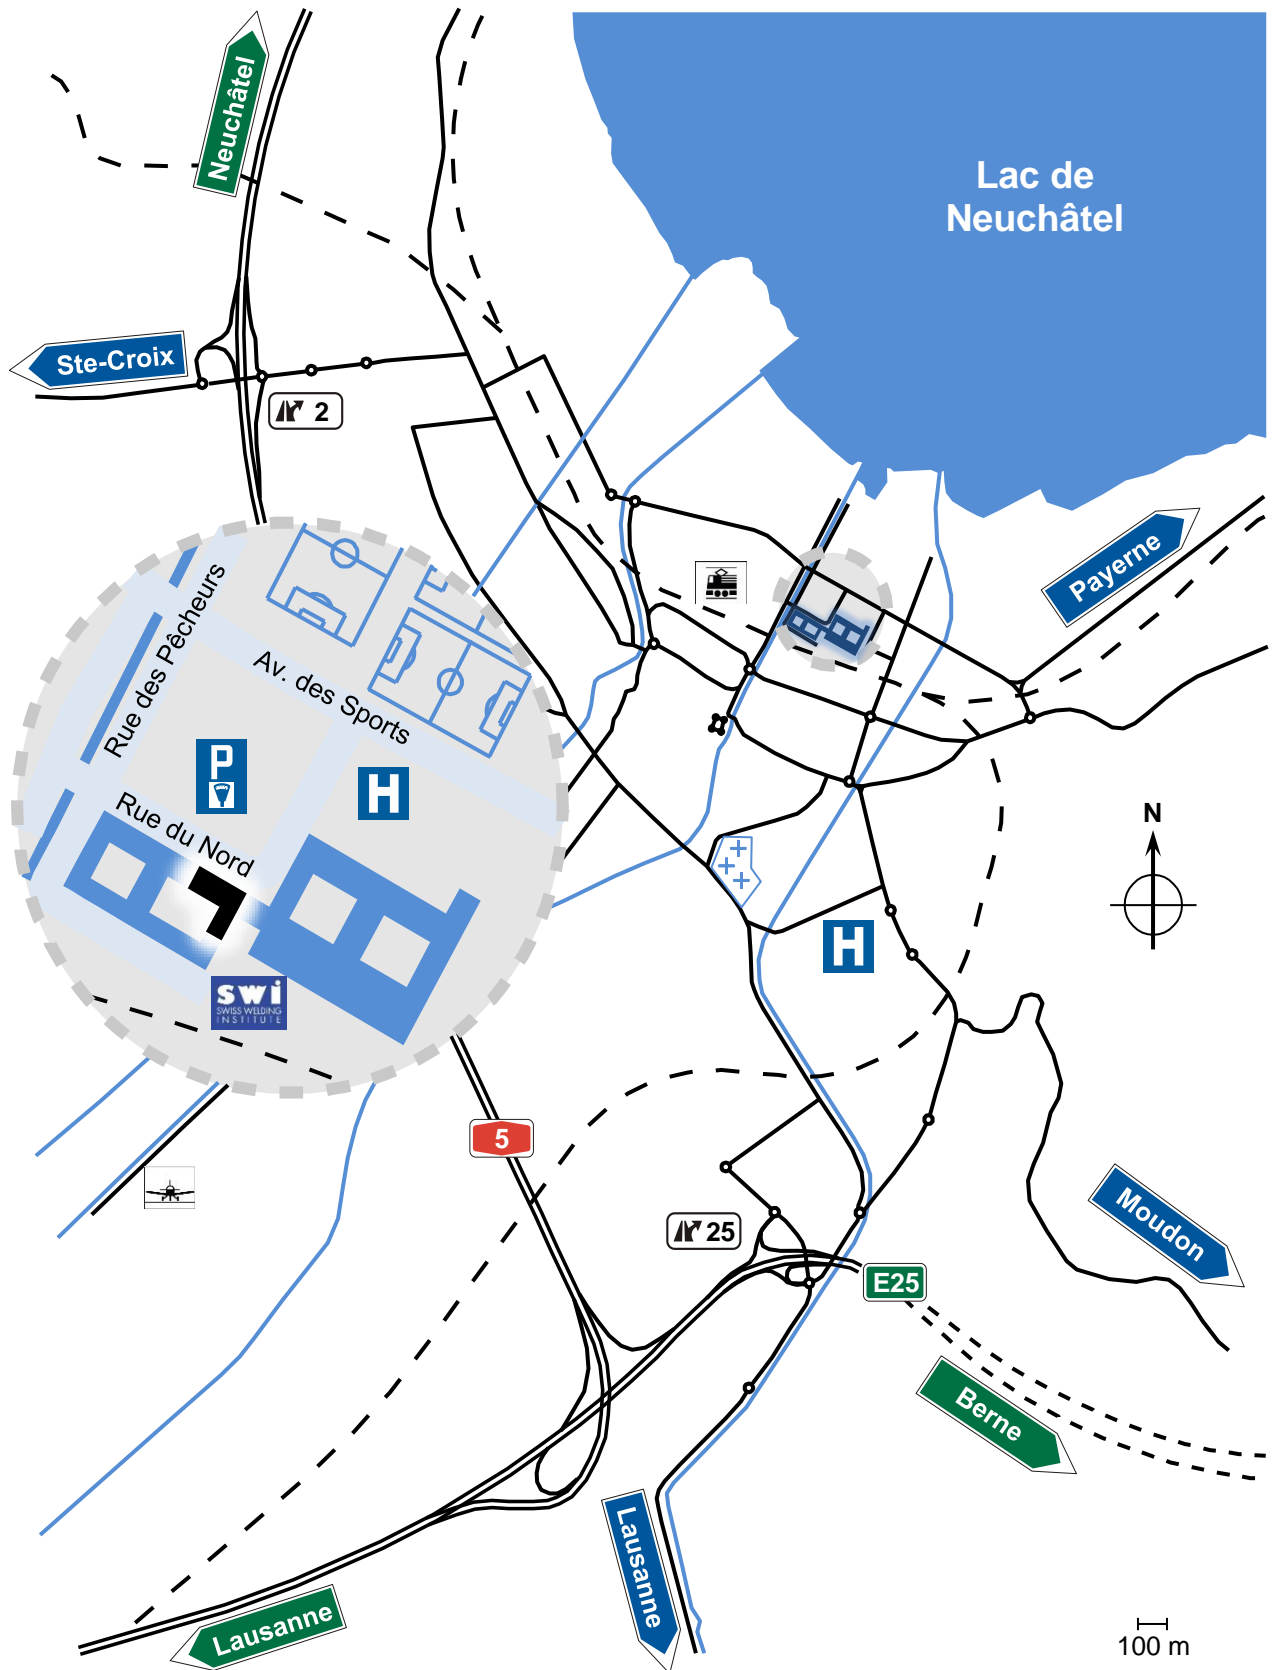 Neuchâtel
Lac de
Neuchâtel
Ste-Croix
2
Payerne
Rue des Pêcheurs
Av. des Sports
P
H
Rue du Nord
N
H
swi
SWISS WELDING
INSTITUTE
5
25
E25
Moudon
Berne
Lausanne
Lausanne
100 m